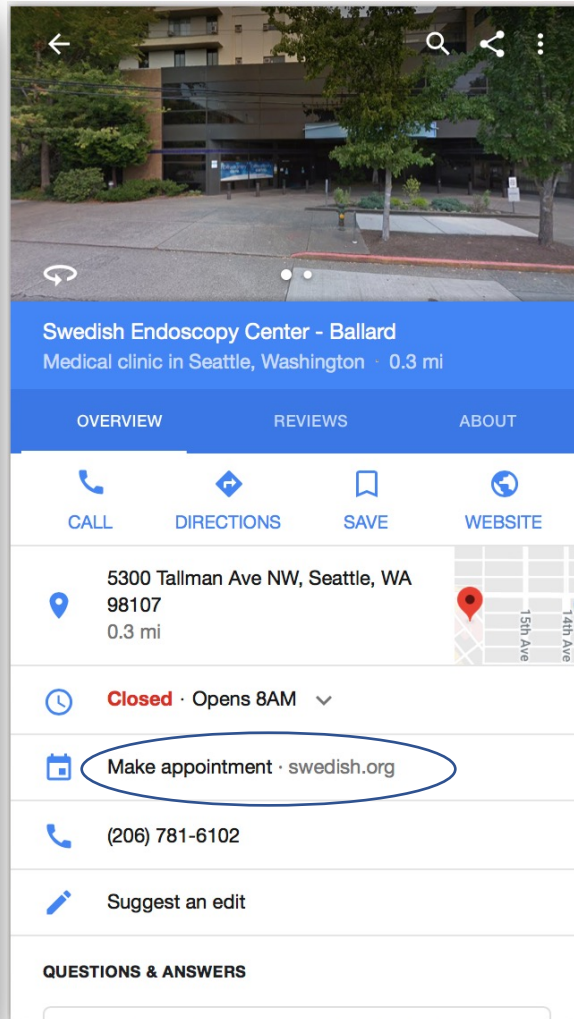 Swedish Endoscopy Center - Ballard
Medical clinic in Seattle, Washington · 0.3 mi
OVERVIEW REVIEWS ABOUT
CALL DIRECTIONS SAVE WEBSITE
5300 Tallman Ave NW, Seattle, WA
98107
0.3 mi
15th Ave
14th Ave
Closed · Opens 8AM
Make appointment · swedish.org
(206) 781-6102
Suggest an edit
QUESTIONS & ANSWERS